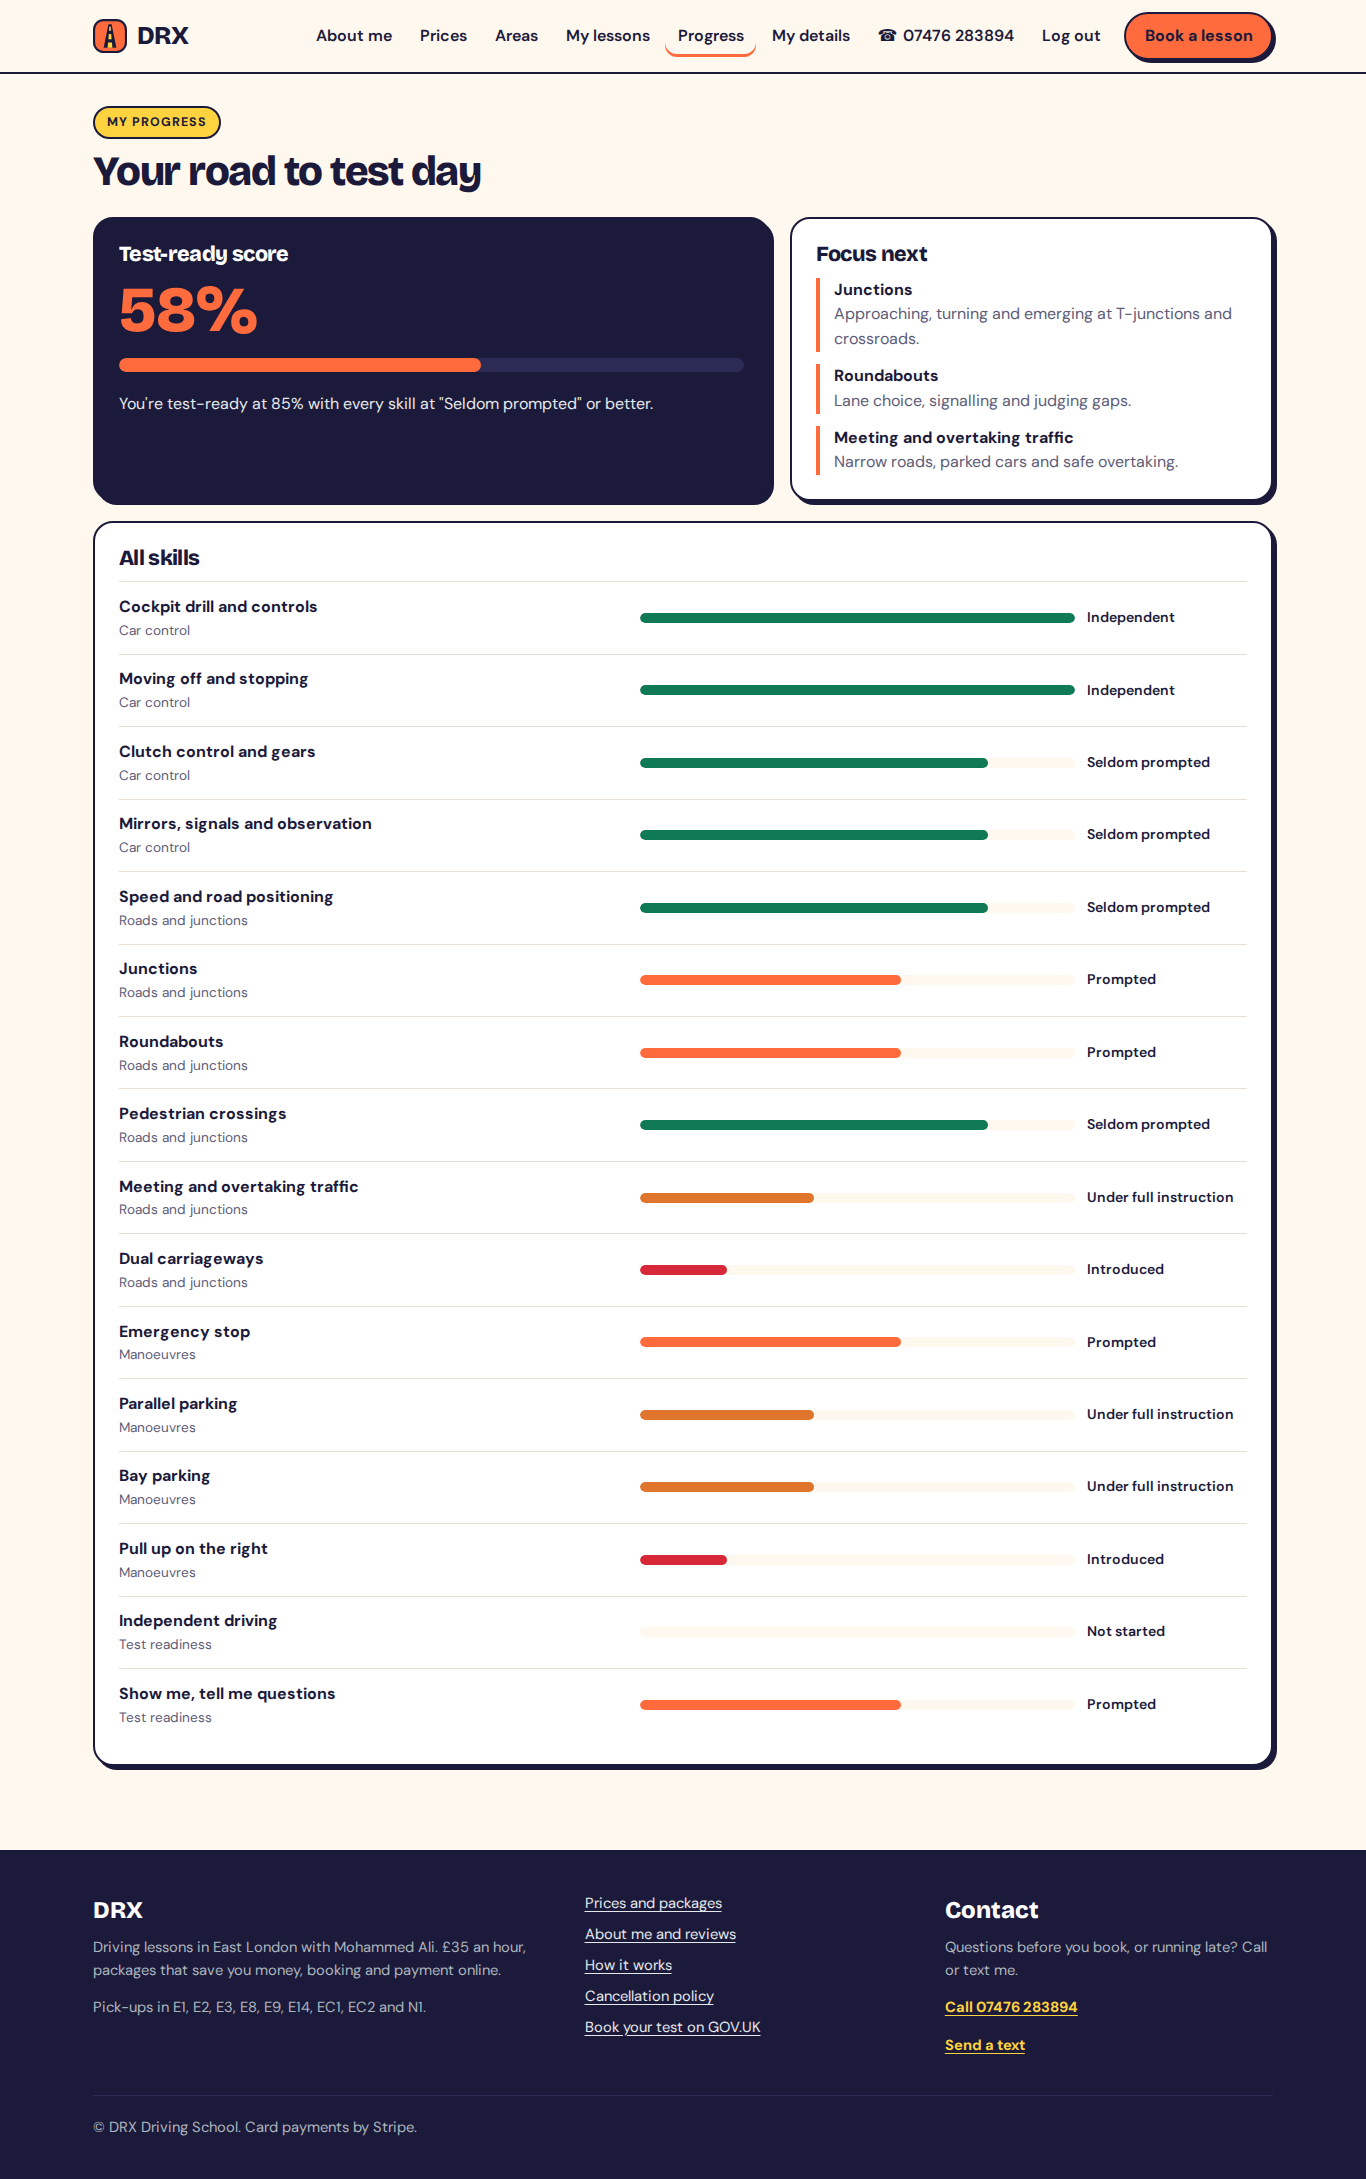 DRX
About me
Prices
Areas
My lessons
Progress
My details
☎ 07476 283894
Log out
Book a lesson
MY PROGRESS
Your road to test day
Test-ready score
58%
You're test-ready at 85% with every skill at "Seldom prompted" or better.
Focus next
Junctions
Approaching, turning and emerging at T-junctions and
crossroads.
Roundabouts
Lane choice, signalling and judging gaps.
Meeting and overtaking traffic
Narrow roads, parked cars and safe overtaking.
All skills
Cockpit drill and controls
Car control
Independent
Moving off and stopping
Car control
Independent
Clutch control and gears
Car control
Seldom prompted
Mirrors, signals and observation
Car control
Seldom prompted
Speed and road positioning
Roads and junctions
Seldom prompted
Junctions
Roads and junctions
Prompted
Roundabouts
Roads and junctions
Prompted
Pedestrian crossings
Roads and junctions
Seldom prompted
Meeting and overtaking traffic
Roads and junctions
Under full instruction
Dual carriageways
Roads and junctions
Introduced
Emergency stop
Manoeuvres
Prompted
Parallel parking
Manoeuvres
Under full instruction
Bay parking
Manoeuvres
Under full instruction
Pull up on the right
Manoeuvres
Introduced
Independent driving
Test readiness
Not started
Show me, tell me questions
Test readiness
Prompted
DRX
Driving lessons in East London with Mohammed Ali. £35 an hour,
packages that save you money, booking and payment online.
Pick-ups in E1, E2, E3, E8, E9, E14, EC1, EC2 and N1.
Prices and packages
About me and reviews
How it works
Cancellation policy
Book your test on GOV.UK
Contact
Questions before you book, or running late? Call
or text me.
Call 07476 283894
Send a text
© DRX Driving School. Card payments by Stripe.